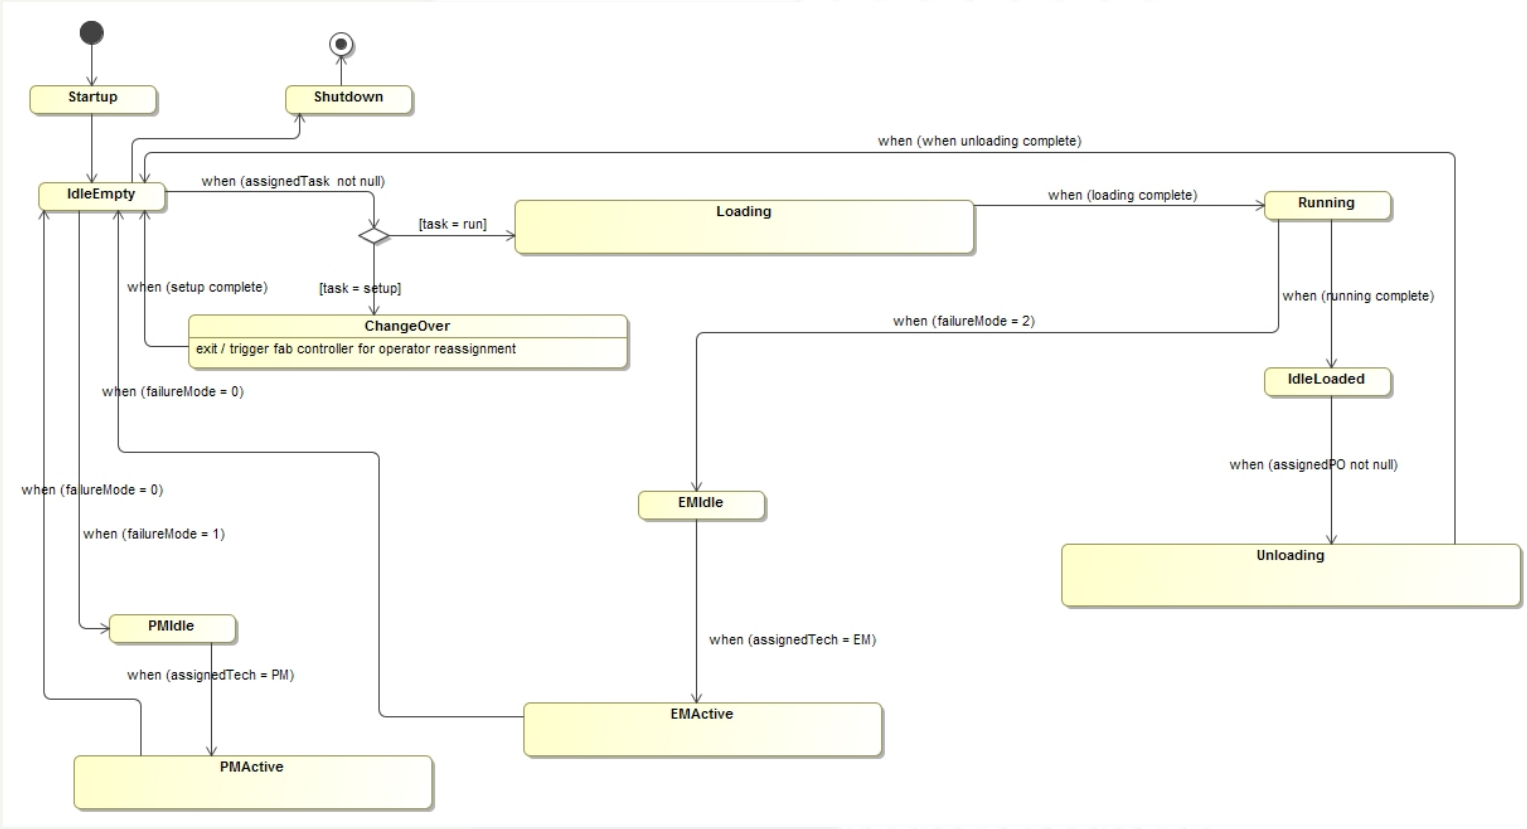 Startup
Shutdown
when (when unloading complete)
IdleEmpty
when (assignedTask  not null)
when (loading complete)
Running
Loading
[task = run]
when (setup complete)
[task = setup]
when (running complete)
when (failureMode = 2)
ChangeOver
exit / trigger fab controller for operator reassignment
IdleLoaded
when (failureMode = 0)
when (assignedPO not null)
when (failureMode = 0)
EMIdle
when (failureMode = 1)
Unloading
PMIdle
when (assignedTech = EM)
when (assignedTech = PM)
EMActive
PMActive